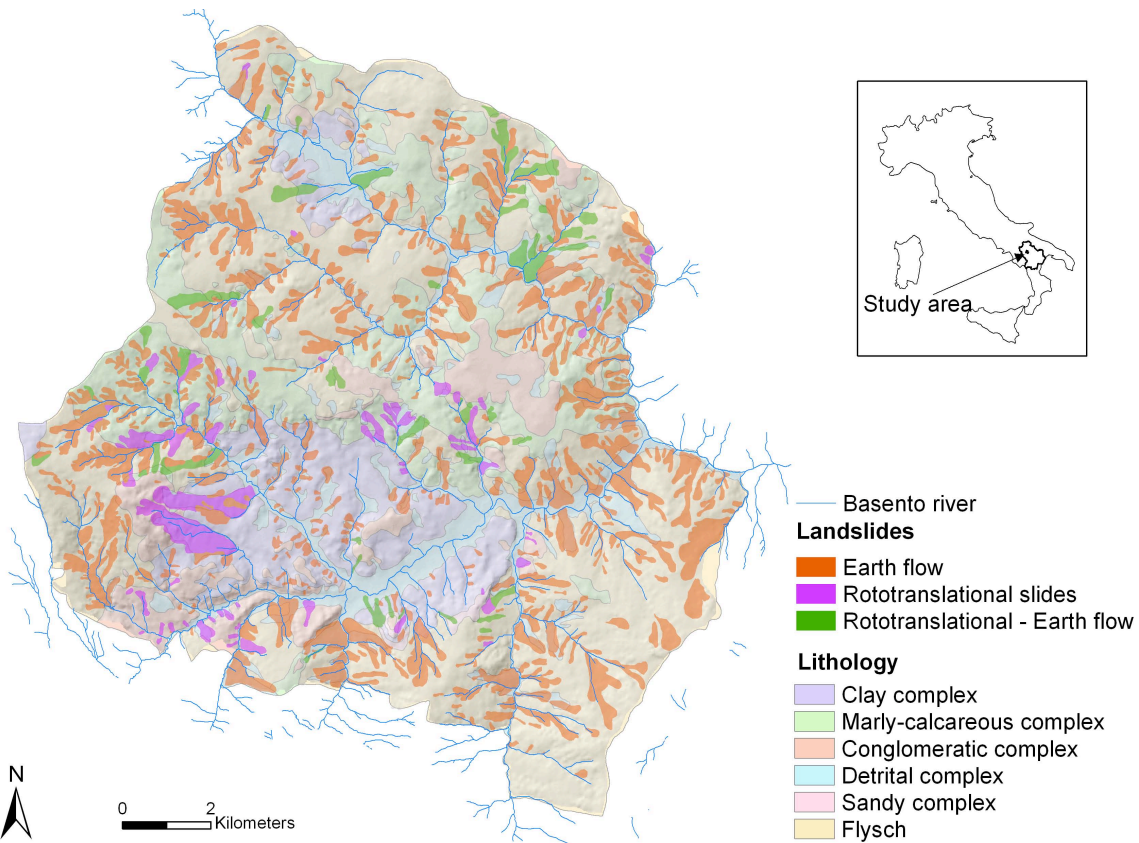 Study area
Basento river
Landslides
Earth flow
Rototranslational slides
Rototranslational - Earth flow
Lithology
Clay complex
Marly-calcareous complex
Conglomeratic complex
Detrital complex
Sandy complex
Flysch
N
0 2
Kilometers